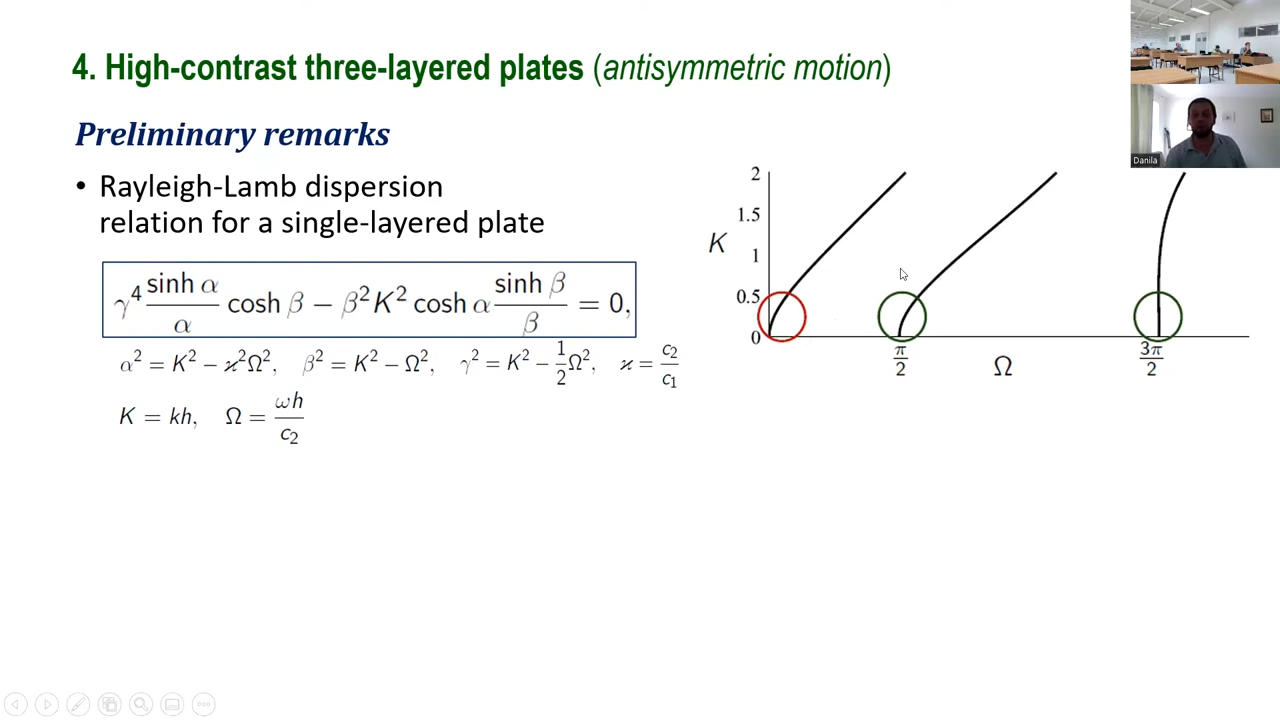 4. High-contrast three-layered plates (antisymmetric motion)
Preliminary remarks
• Rayleigh-Lamb dispersion
relation for a single-layered plate
γ⁴ sinh α / α cosh β − β²K² cosh α sinh β / β = 0,
α² = K² − ϰ²Ω², β² = K² − Ω², γ² = K² − 1/2 Ω², ϰ = c₂/c₁
K = kh, Ω = ωh/c₂
2
1.5
K
1
0.5
0
π/2
Ω
3π/2
Danila